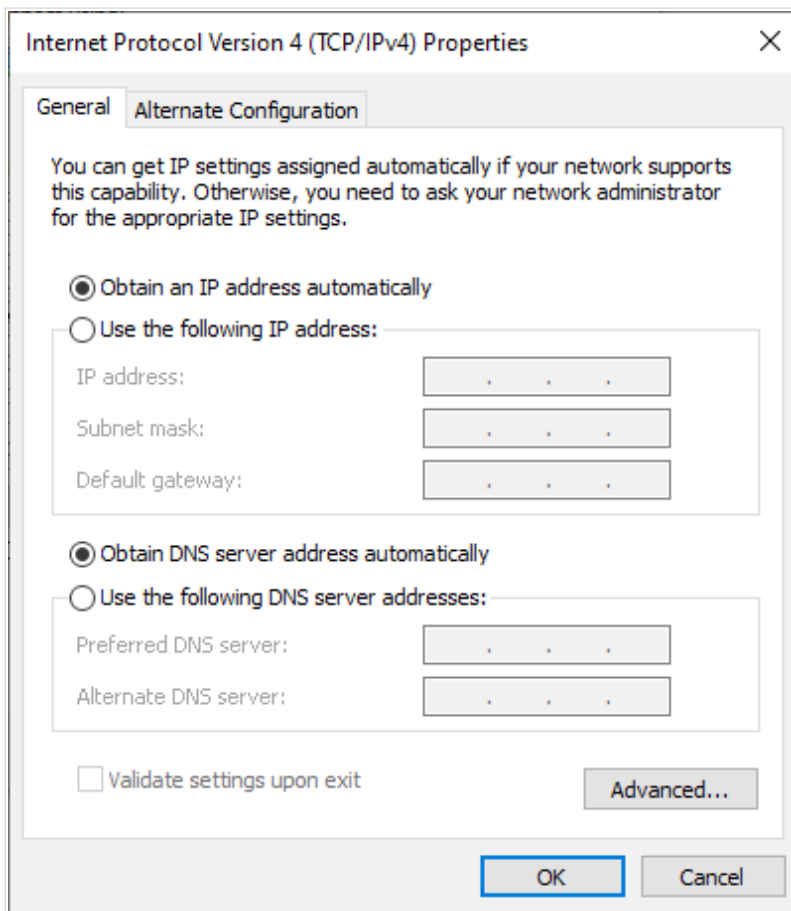 Internet Protocol Version 4 (TCP/IPv4) Properties
General
Alternate Configuration
You can get IP settings assigned automatically if your network supports
this capability. Otherwise, you need to ask your network administrator
for the appropriate IP settings.
Obtain an IP address automatically
Use the following IP address:
IP address: . . .
Subnet mask: . . .
Default gateway: . . .
Obtain DNS server address automatically
Use the following DNS server addresses:
Preferred DNS server: . . .
Alternate DNS server: . . .
Validate settings upon exit
Advanced...
OK
Cancel